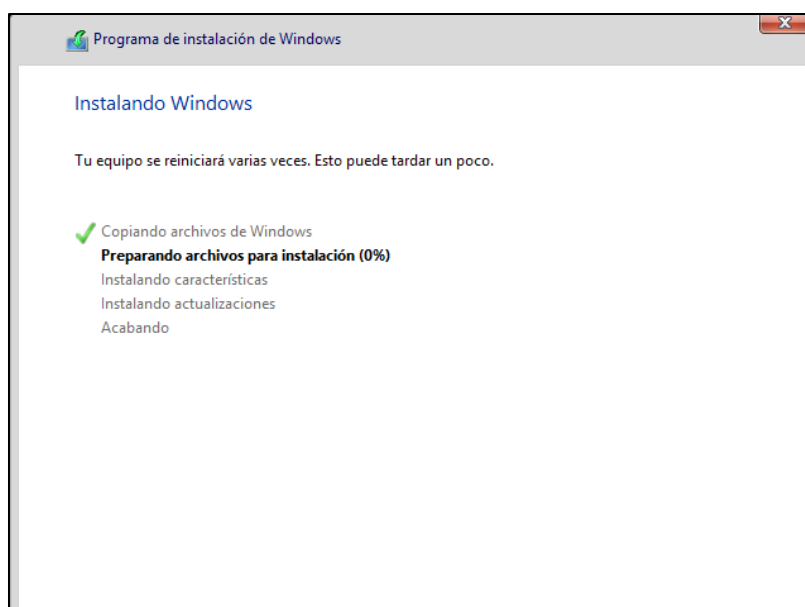 Programa de instalación de Windows
Instalando Windows
Tu equipo se reiniciará varias veces. Esto puede tardar un poco.
Copiando archivos de Windows
Preparando archivos para instalación (0%)
Instalando características
Instalando actualizaciones
Acabando